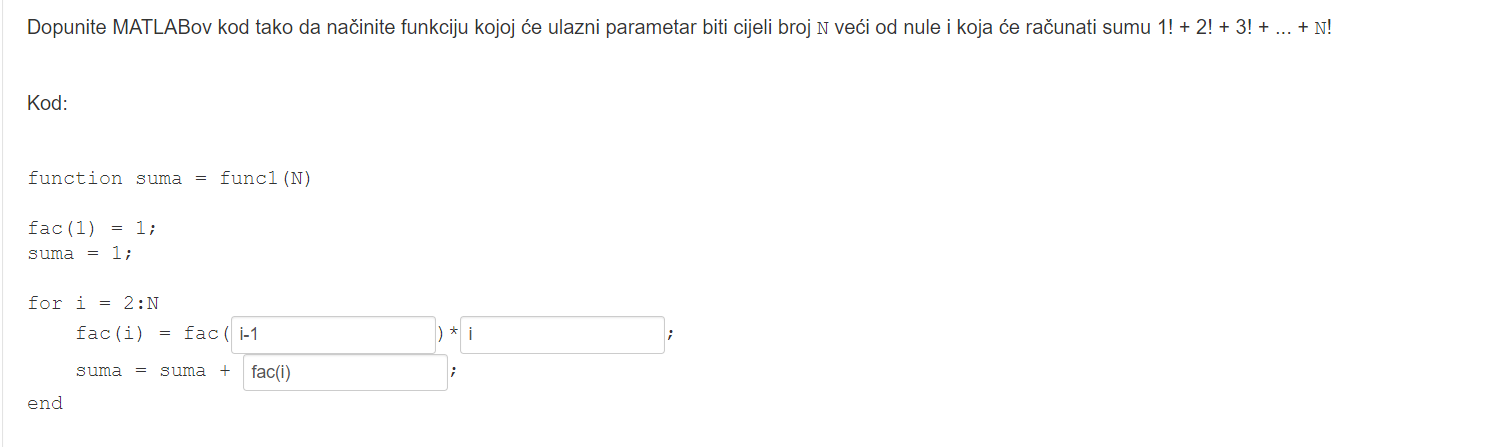 Dopunite MATLABov kod tako da načinite funkciju kojoj će ulazni parametar biti cijeli broj N veći od nule i koja će računati sumu 1! + 2! + 3! + ... + N!
Kod:
function suma = func1(N)
fac(1) = 1;
suma = 1;
for i = 2:N
fac(i) = fac( i-1 )* i ;
suma = suma + fac(i) ;
end